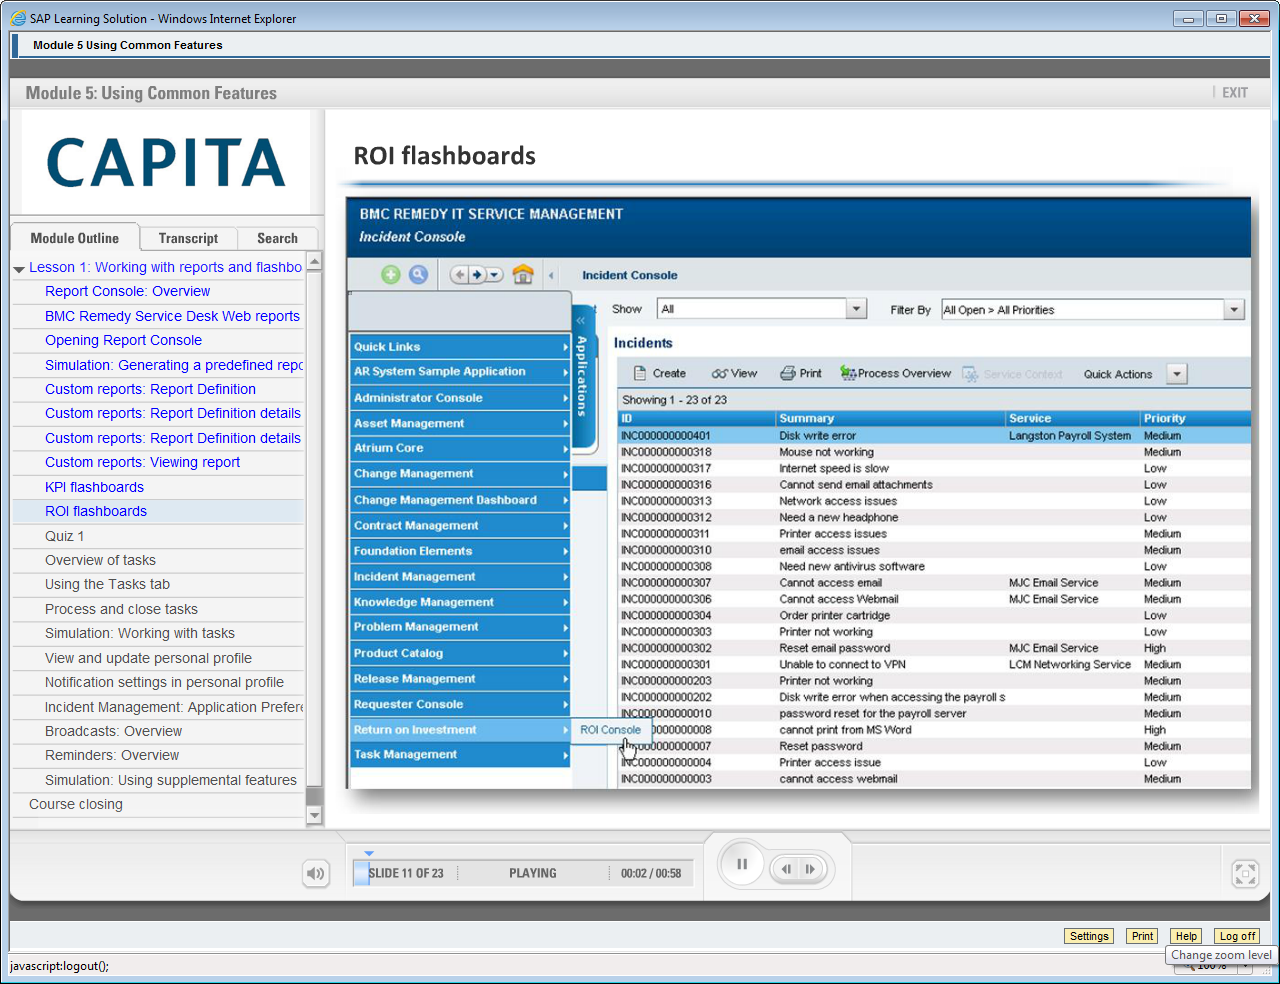 SAP Learning Solution - Windows Internet Explorer
Module 5 Using Common Features
Module 5: Using Common Features
EXIT
CAPITA
Module Outline
Transcript
Search
Lesson 1: Working with reports and flashbo
Report Console: Overview
BMC Remedy Service Desk Web reports
Opening Report Console
Simulation: Generating a predefined repo
Custom reports: Report Definition
Custom reports: Report Definition details
Custom reports: Report Definition details
Custom reports: Viewing report
KPI flashboards
ROI flashboards
Quiz 1
Overview of tasks
Using the Tasks tab
Process and close tasks
Simulation: Working with tasks
View and update personal profile
Notification settings in personal profile
Incident Management: Application Prefere
Broadcasts: Overview
Reminders: Overview
Simulation: Using supplemental features
Course closing
ROI flashboards
BMC REMEDY IT SERVICE MANAGEMENT
Incident Console
Incident Console
Show All Filter By All Open > All Priorities
Applications
Quick Links
AR System Sample Application
Administrator Console
Asset Management
Atrium Core
Change Management
Change Management Dashboard
Contract Management
Foundation Elements
Incident Management
Knowledge Management
Problem Management
Product Catalog
Release Management
Requester Console
Return on Investment
ROI Console
Task Management
Incidents
Create View Print Process Overview Service Context Quick Actions
Showing 1 - 23 of 23
ID Summary Service Priority
INC000000000401 Disk write error Langston Payroll System Medium
INC000000000318 Mouse not working Medium
INC000000000317 Internet speed is slow Low
INC000000000316 Cannot send email attachments Low
INC000000000313 Network access issues Low
INC000000000312 Need a new headphone Low
INC000000000311 Printer access issues Medium
INC000000000310 email access issues Medium
INC000000000308 Need new antivirus software Low
INC000000000307 Cannot access email MJC Email Service Medium
INC000000000306 Cannot access Webmail MJC Email Service Medium
INC000000000304 Order printer cartridge Low
INC000000000303 Printer not working Low
INC000000000302 Reset email password MJC Email Service High
INC000000000301 Unable to connect to VPN LCM Networking Service Medium
INC000000000203 Printer not working Medium
INC000000000202 Disk write error when accessing the payroll s Medium
INC000000000010 password reset for the payroll server Medium
000000008 cannot print from MS Word High
000000007 Reset password Medium
INC000000000004 Printer access issue Low
INC000000000003 cannot access webmail Medium
SLIDE 11 OF 23 PLAYING 00:02 / 00:58
Settings Print Help Log off
Change zoom level
javascript:logout();
100%